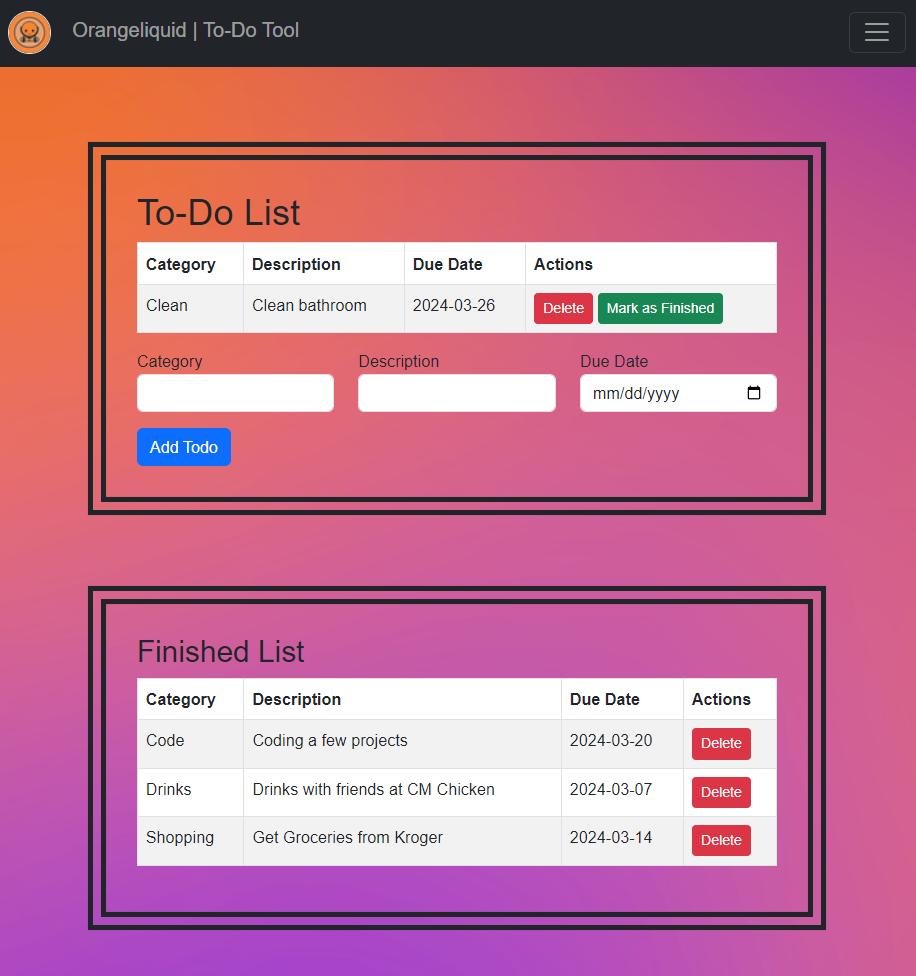 Orangeliquid | To-Do Tool
To-Do List
Category Description Due Date Actions
Clean Clean bathroom 2024-03-26 Delete Mark as Finished
Category Description Due Date
mm/dd/yyyy
Add Todo
Finished List
Category Description Due Date Actions
Code Coding a few projects 2024-03-20 Delete
Drinks Drinks with friends at CM Chicken 2024-03-07 Delete
Shopping Get Groceries from Kroger 2024-03-14 Delete